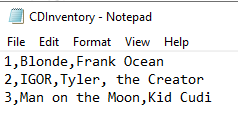 CDInventory - Notepad
File Edit Format View Help
1,Blonde,Frank Ocean
2,IGOR,Tyler, the Creator
3,Man on the Moon,Kid Cudi